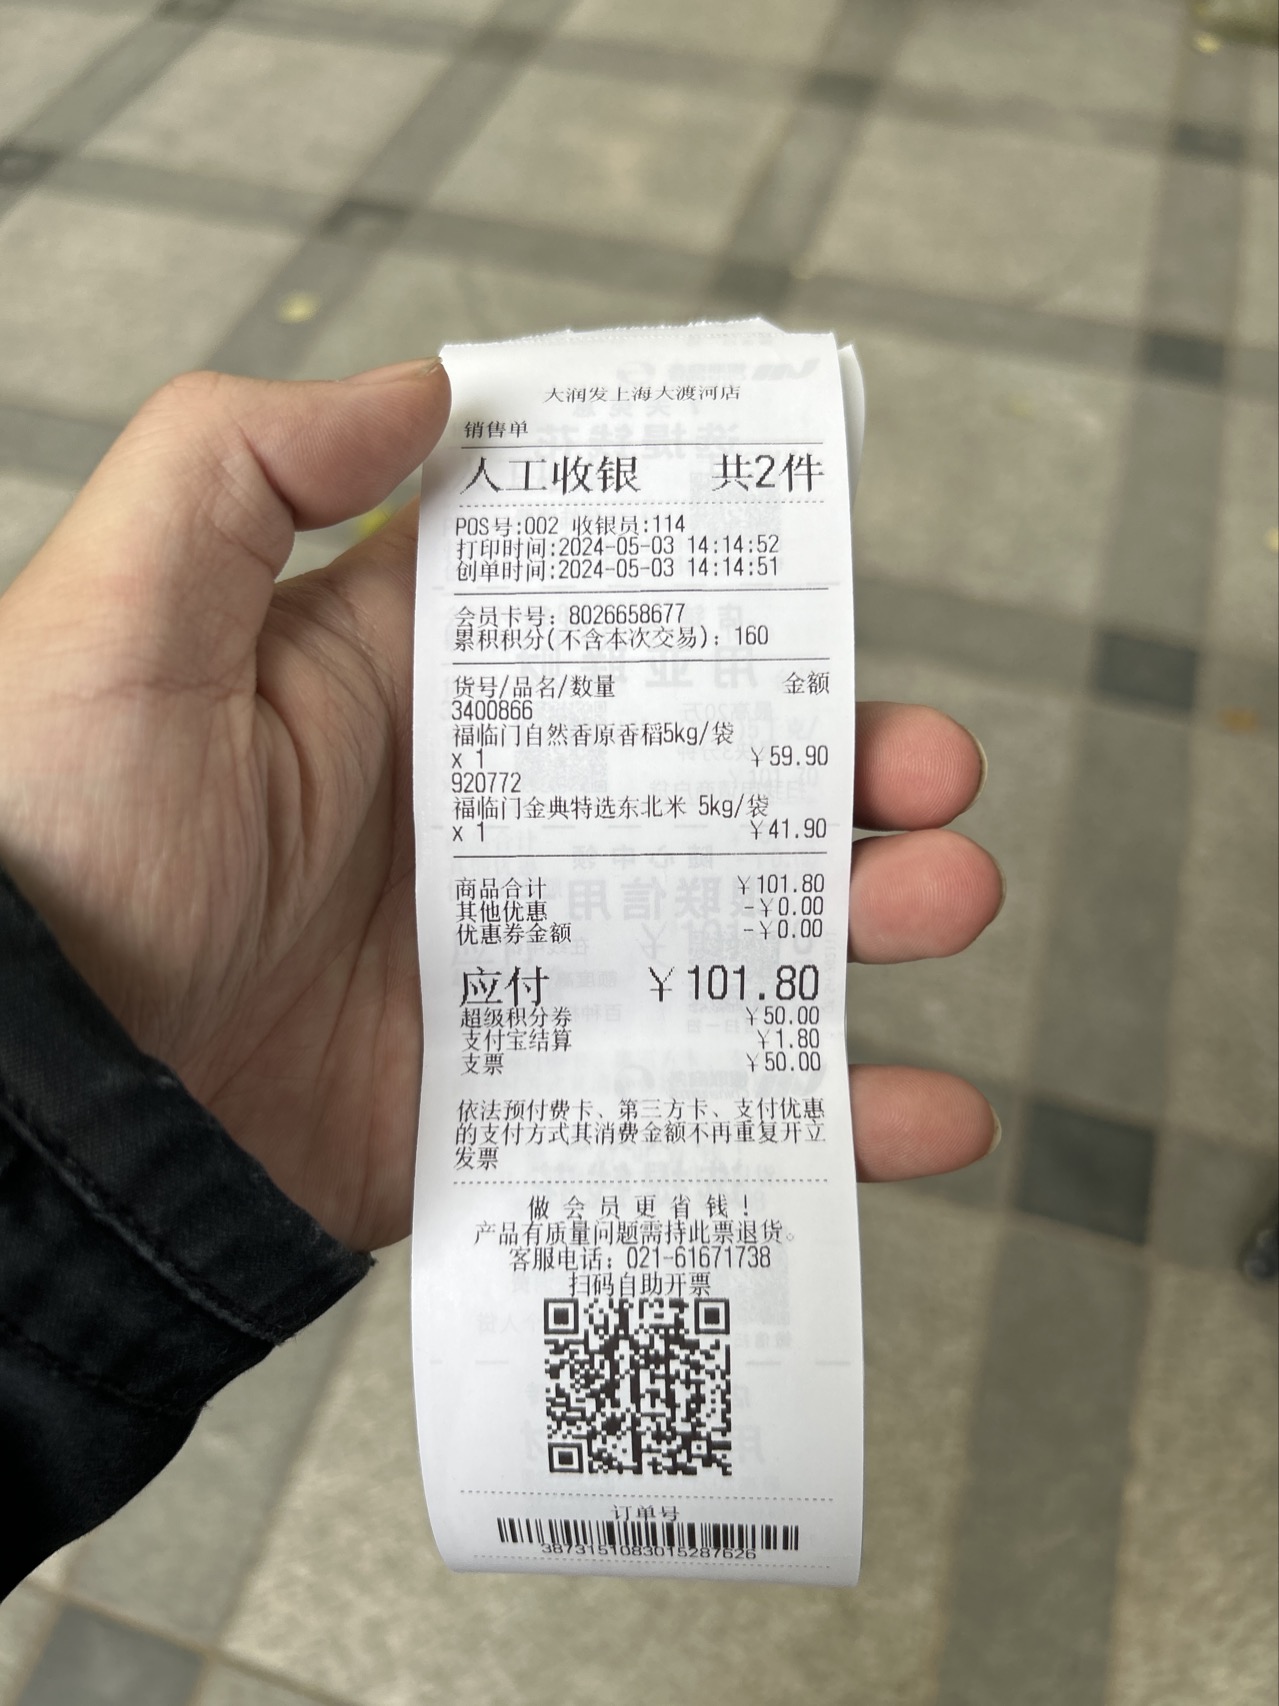 大润发上海大渡河店
销售单
人工收银 共2件
POS号:002 收银员:114
打印时间:2024-05-03 14:14:52
创单时间:2024-05-03 14:14:51
会员卡号: 8026658677
累积积分(不含本次交易): 160
货号/品名/数量 金额
3400866
福临门自然香原香稻5kg/袋
x 1 ¥59.90
920772
福临门金典特选东北米 5kg/袋
x 1 ¥41.90
商品合计 ¥101.80
其他优惠 -¥0.00
优惠券金额 -¥0.00
应付 ¥101.80
超级积分券 ¥50.00
支付宝结算 ¥1.80
支票 ¥50.00
依法预付费卡、第三方卡、支付优惠
的支付方式其消费金额不再重复开立
发票
做会员更省钱!
产品有质量问题需持此票退货。
客服电话: 021-61671738
扫码自助开票
订单号
3873151083015287626